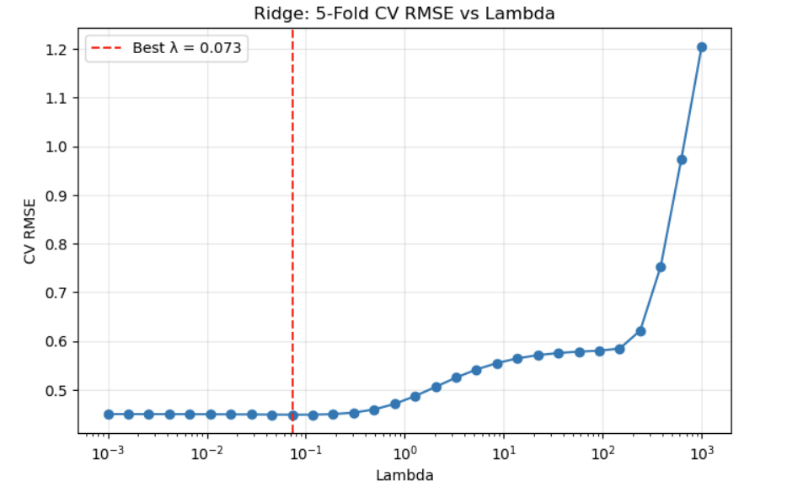 Ridge: 5-Fold CV RMSE vs Lambda
Best λ = 0.073
1.2
1.1
1.0
0.9
0.8
0.7
0.6
0.5
CV RMSE
10⁻³ 10⁻² 10⁻¹ 10⁰ 10¹ 10² 10³
Lambda